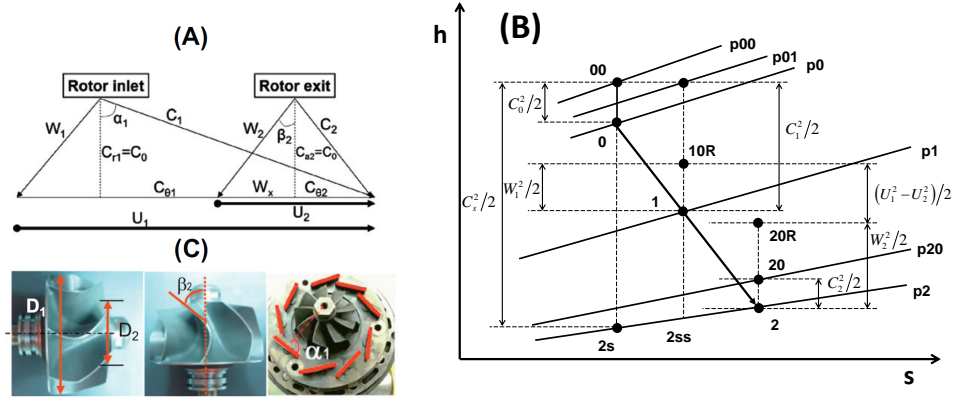 (A)
Rotor inlet
Rotor exit
α1
C1
W1
W2
β2
C2
Cr1=C0
Ca2=C0
Cθ1
Wx
Cθ2
U1
U2
(C)
D1
D2
β2
α1
(B)
h
p00
p01
p0
00
C0²/2
0
C1²/2
10R
p1
W1²/2
(U1²−U2²)/2
Cs²/2
1
20R
W2²/2
p20
20
C2²/2
p2
2
2s
2ss
s